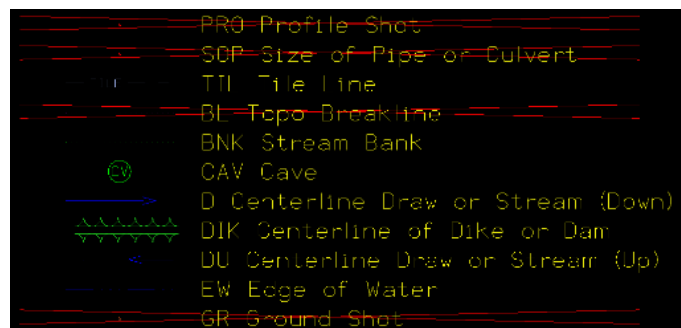 PRO Profile Shot
SOP Size of Pipe or Culvert
TTL Tile Line
BL Topo Breakline
BNK Stream Bank
CV CAV Cave
D Centerline Draw or Stream (Down)
DIK Centerline of Dike or Dam
DU Centerline Draw or Stream (Up)
EW Edge of Water
GR Ground Shot